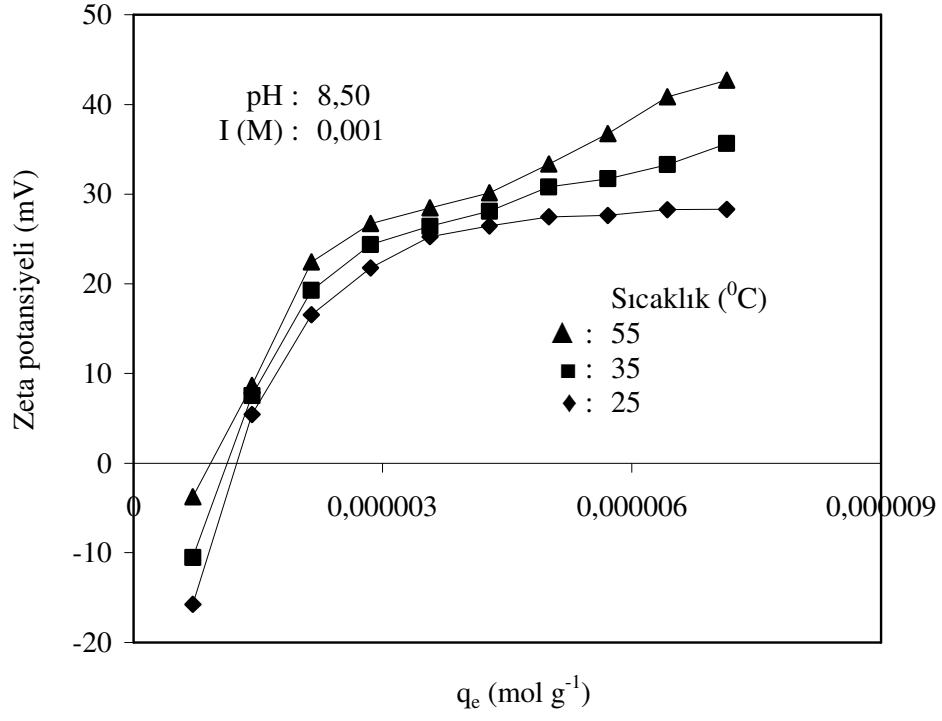 50
40
30
20
10
0
-10
-20
Zeta potansiyeli (mV)
pH : 8,50
I (M) : 0,001
Sıcaklık (⁰C)
▲ : 55
■ : 35
◆ : 25
0 0,000003 0,000006 0,000009
qₑ (mol g⁻¹)